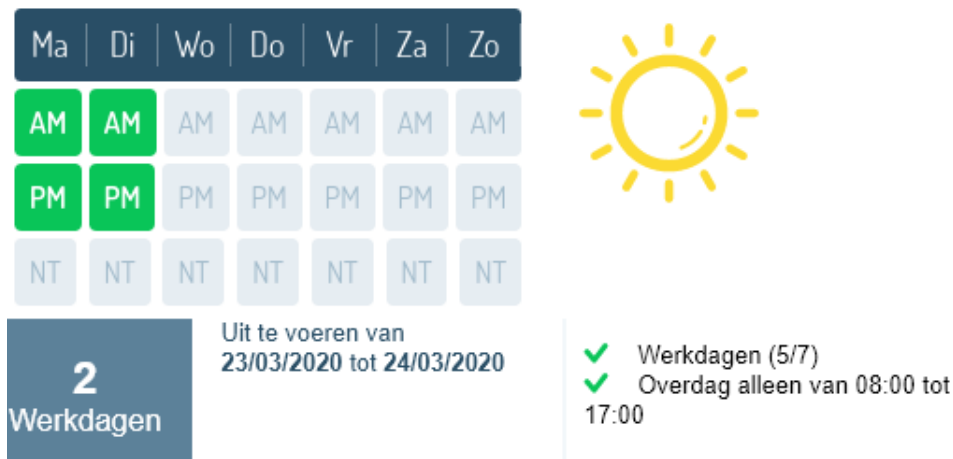 Ma Di Wo Do Vr Za Zo
AM AM AM AM AM AM AM
PM PM PM PM PM PM PM
NT NT NT NT NT NT NT
2
Werkdagen
Uit te voeren van
23/03/2020 tot 24/03/2020
Werkdagen (5/7)
Overdag alleen van 08:00 tot
17:00